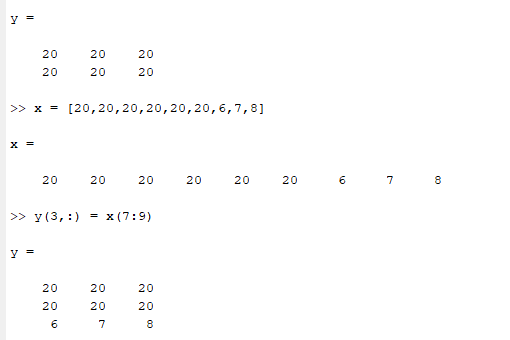 y =
20 20 20
20 20 20
>> x = [20,20,20,20,20,20,6,7,8]
x =
20 20 20 20 20 20 6 7 8
>> y(3,:) = x(7:9)
y =
20 20 20
20 20 20
6 7 8